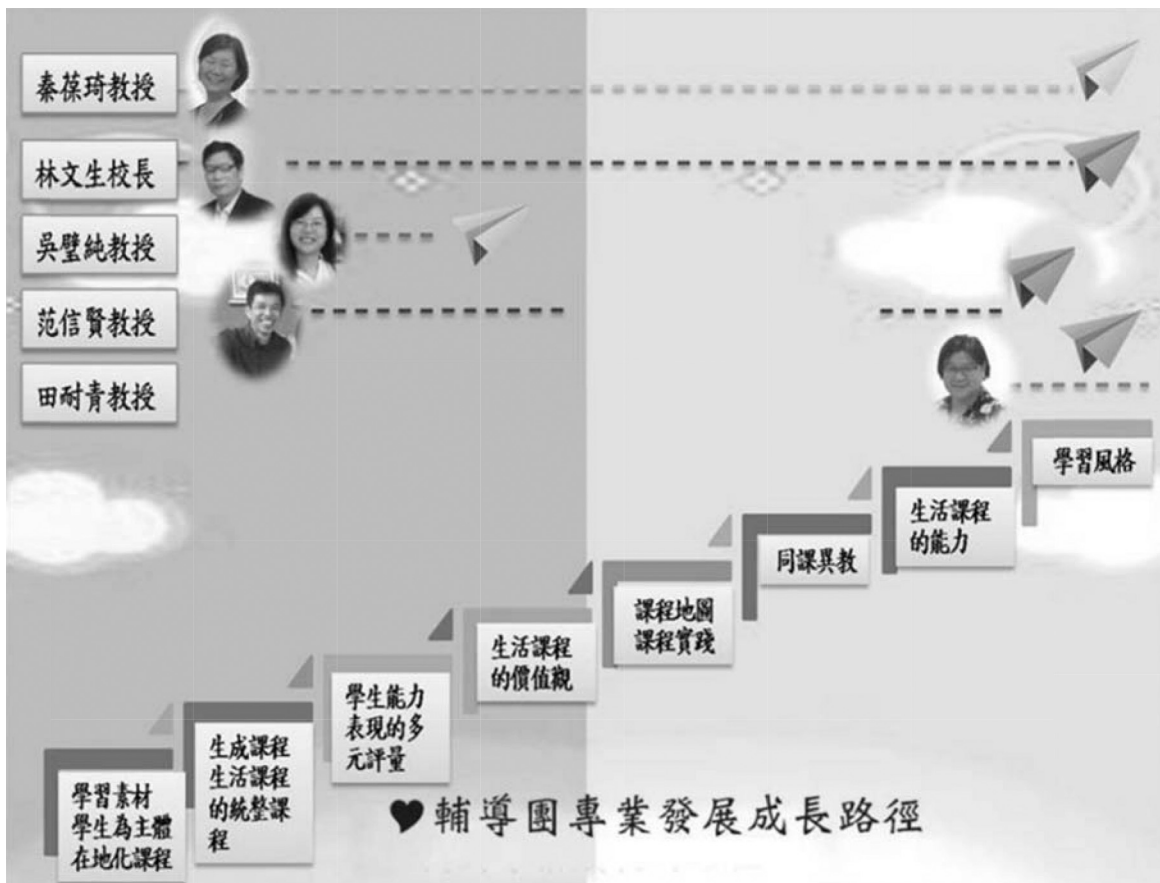 秦葆琦教授
林文生校長
吳璧純教授
范信賢教授
田耐青教授
學習風格
生活課程
的能力
同課異教
課程地圖
課程實踐
生活課程
的價值觀
學生能力
表現的多
元評量
生成課程
生活課程
的統整課
程
學習素材
學生為主體
在地化課程
輔導團專業發展成長路徑